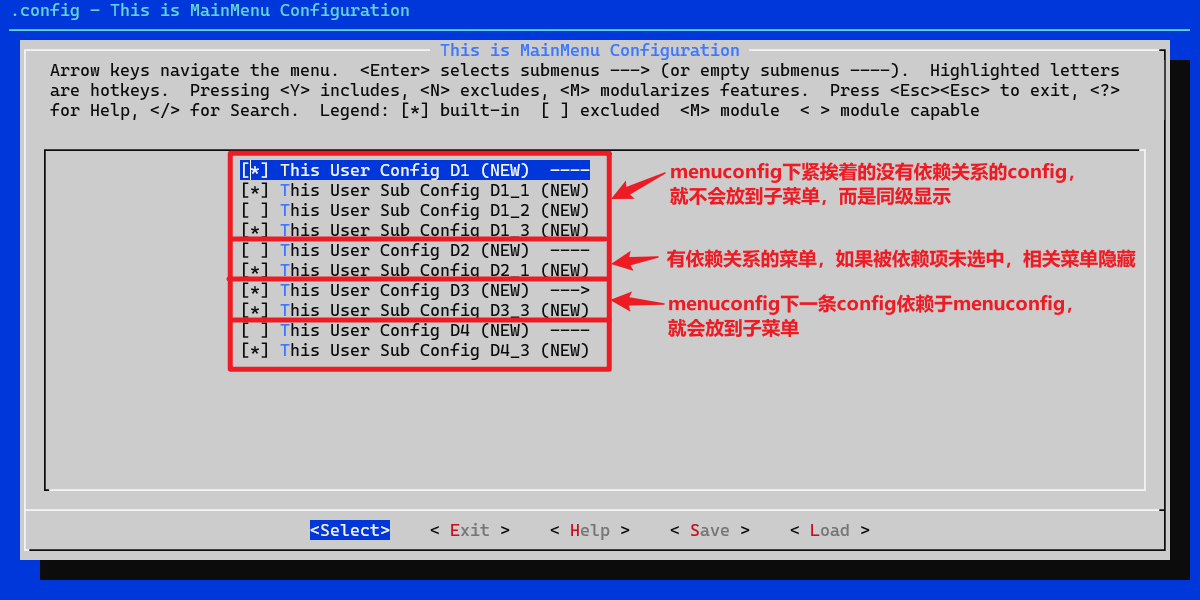 .config - This is MainMenu Configuration
This is MainMenu Configuration
Arrow keys navigate the menu.  <Enter> selects submenus ---> (or empty submenus ----).  Highlighted letters
are hotkeys.  Pressing <Y> includes, <N> excludes, <M> modularizes features.  Press <Esc><Esc> to exit, <?>
for Help, </> for Search.  Legend: [*] built-in  [ ] excluded  <M> module  < > module capable
[*] This User Config D1 (NEW)  ----
[*] This User Sub Config D1_1 (NEW)
[ ] This User Sub Config D1_2 (NEW)
[*] This User Sub Config D1_3 (NEW)
[ ] This User Config D2 (NEW)  ----
[*] This User Sub Config D2_1 (NEW)
[*] This User Config D3 (NEW)  --->
[*] This User Sub Config D3_3 (NEW)
[ ] This User Config D4 (NEW)  ----
[*] This User Sub Config D4_3 (NEW)
menuconfig下紧挨着的没有依赖关系的config，
就不会放到子菜单，而是同级显示
有依赖关系的菜单，如果被依赖项未选中，相关菜单隐藏
menuconfig下一条config依赖于menuconfig，
就会放到子菜单
<Select>    < Exit >    < Help >    < Save >    < Load >